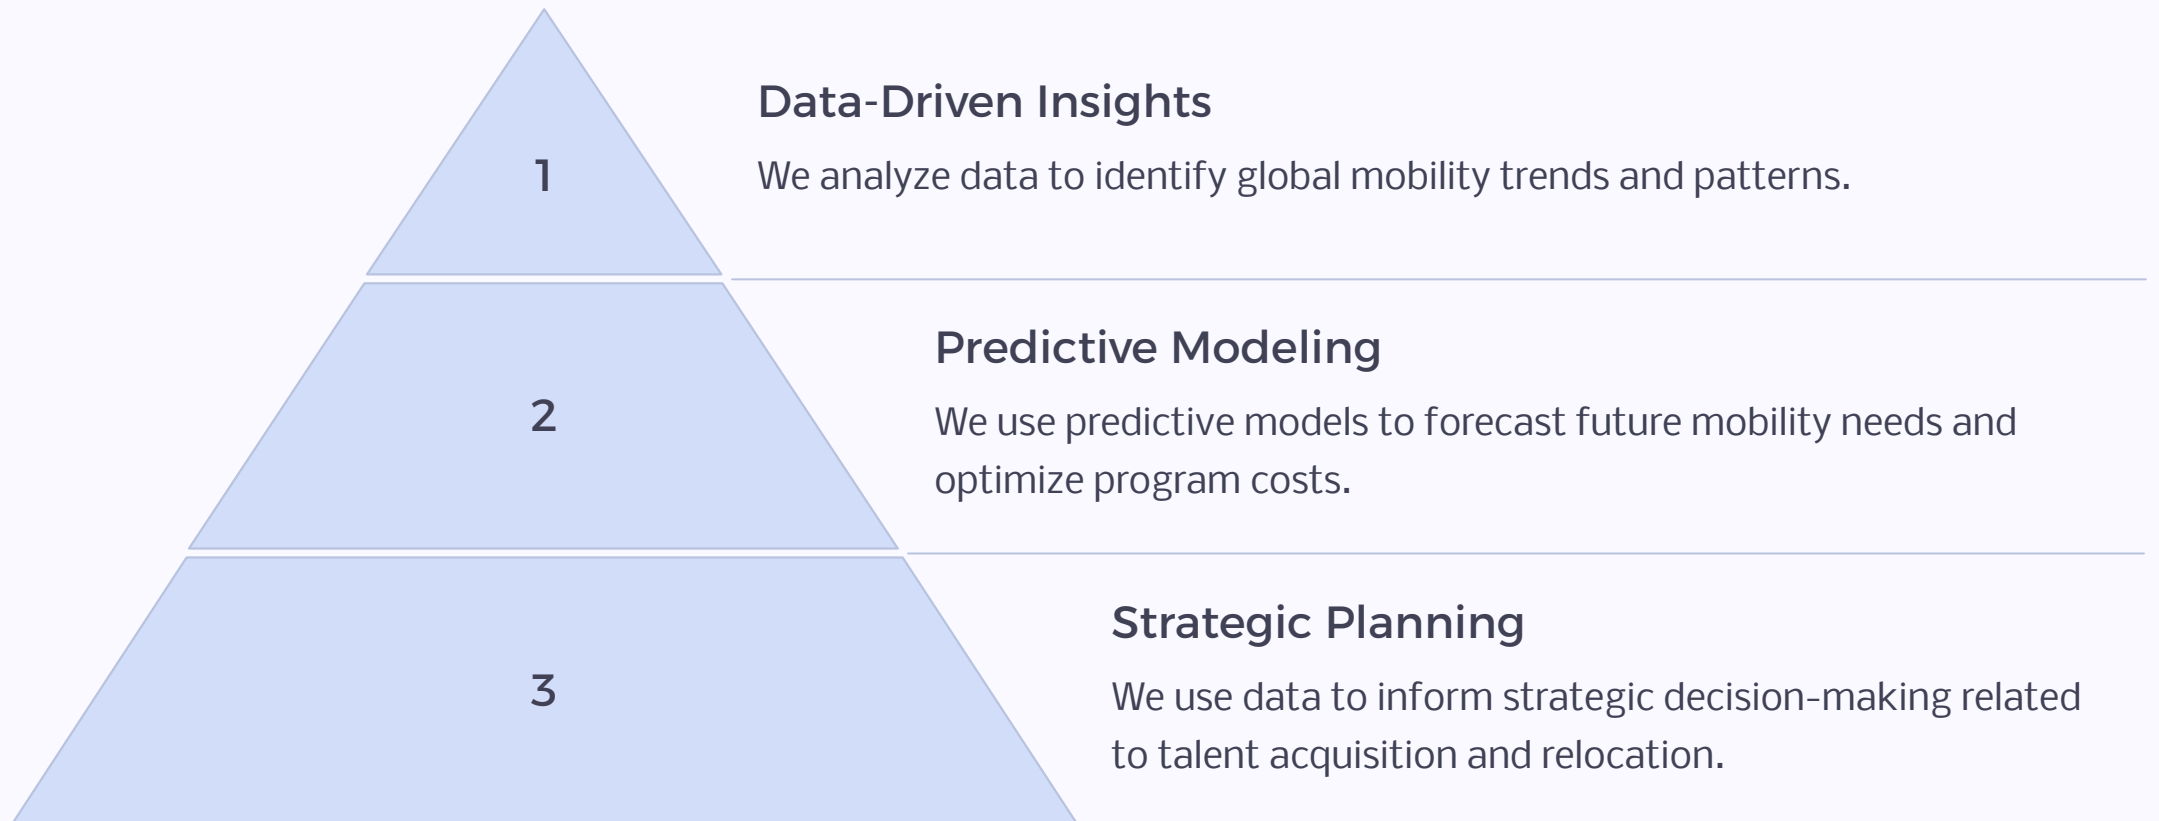 1
Data-Driven Insights
We analyze data to identify global mobility trends and patterns.
2
Predictive Modeling
We use predictive models to forecast future mobility needs and
optimize program costs.
3
Strategic Planning
We use data to inform strategic decision-making related
to talent acquisition and relocation.